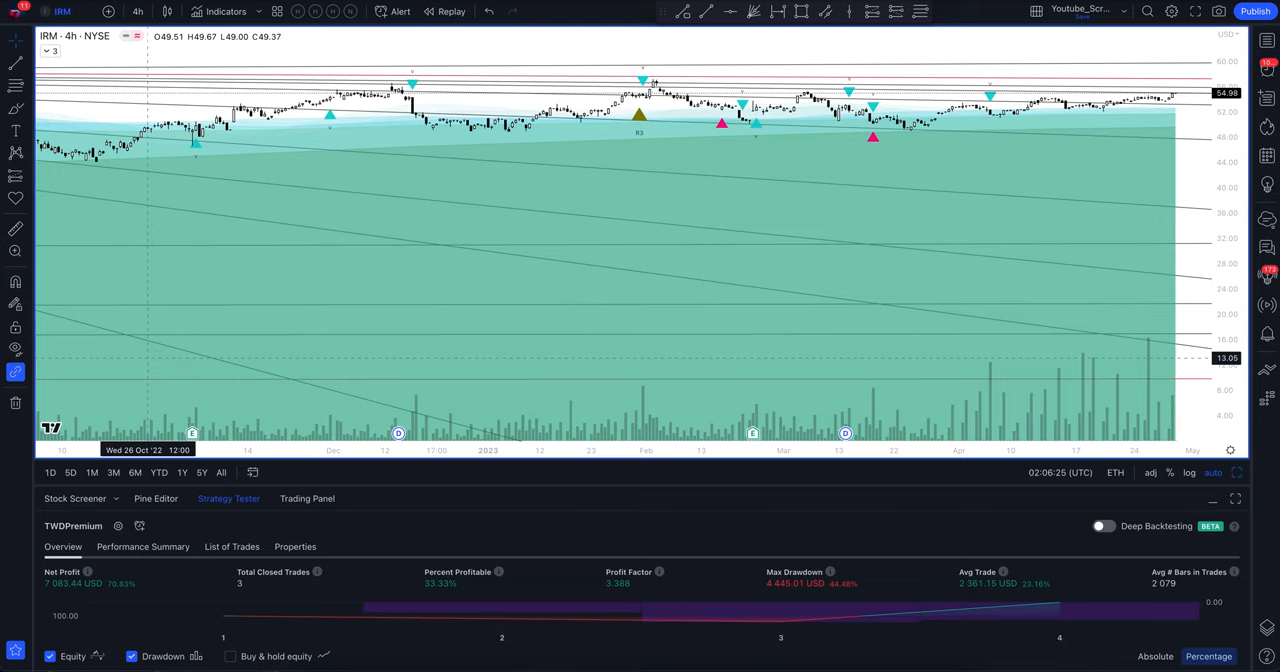 11
IRM
4h
Indicators
H
H
H
N
Alert
Replay
Youtube_Scr...
Save
Publish
IRM · 4h · NYSE
O49.51 H49.67 L49.00 C49.37
3
USD
60.00
54.98
52.00
48.00
44.00
40.00
36.00
32.00
28.00
24.00
20.00
16.00
13.05
8.00
4.00
R3
E
D
E
D
10
Wed 26 Oct '22 12:00
14
Dec
12
17:00
2023
12
23
Feb
13
Mar
13
22
Apr
10
17
24
May
10...
173
1D
5D
1M
3M
6M
YTD
1Y
5Y
All
02:06:25 (UTC)
ETH
adj
%
log
auto
Stock Screener
Pine Editor
Strategy Tester
Trading Panel
TWDPremium
Deep Backtesting
BETA
?
Overview
Performance Summary
List of Trades
Properties
Net Profit
Total Closed Trades
Percent Profitable
Profit Factor
Max Drawdown
Avg Trade
Avg # Bars in Trades
7 083.44 USD 70.83%
3
33.33%
3.388
4 445.01 USD 44.48%
2 361.15 USD 23.16%
2 079
100.00
0.00
1
2
3
4
Equity
Drawdown
Buy & hold equity
Absolute
Percentage